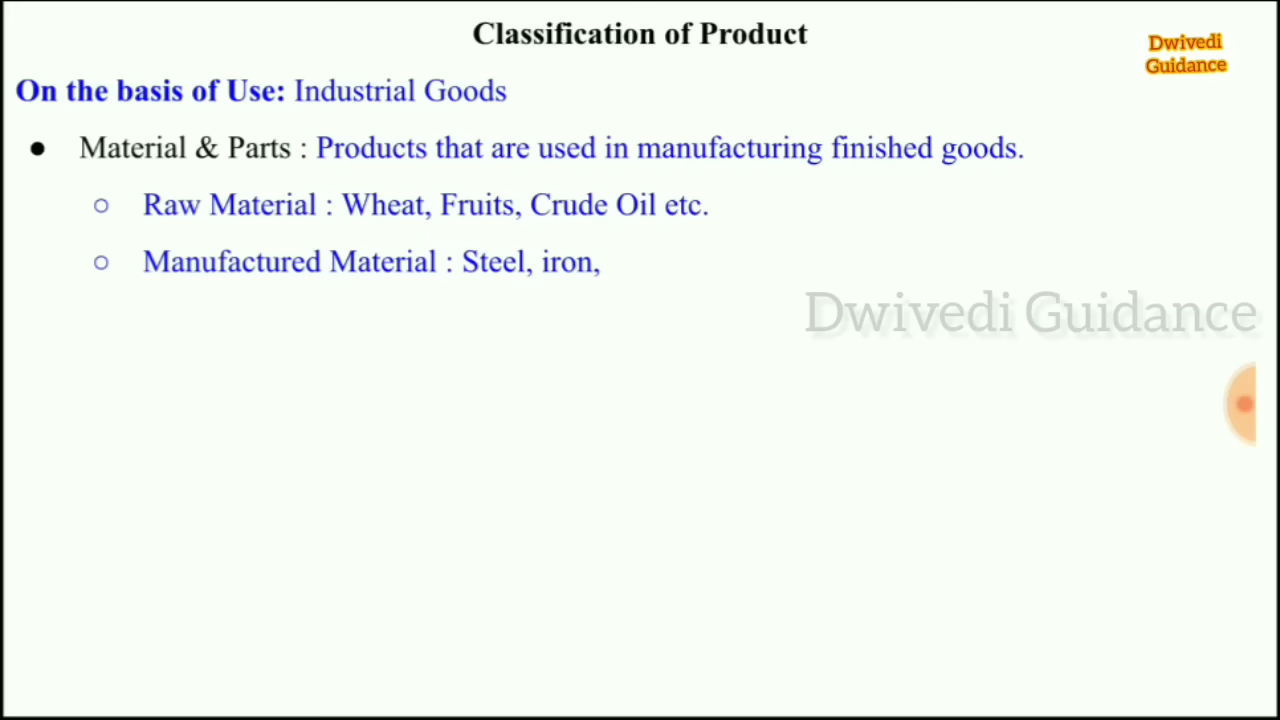 Classification of Product
Dwivedi
Guidance
On the basis of Use: Industrial Goods
● Material & Parts : Products that are used in manufacturing finished goods.
○ Raw Material : Wheat, Fruits, Crude Oil etc.
○ Manufactured Material : Steel, iron,
Dwivedi Guidance